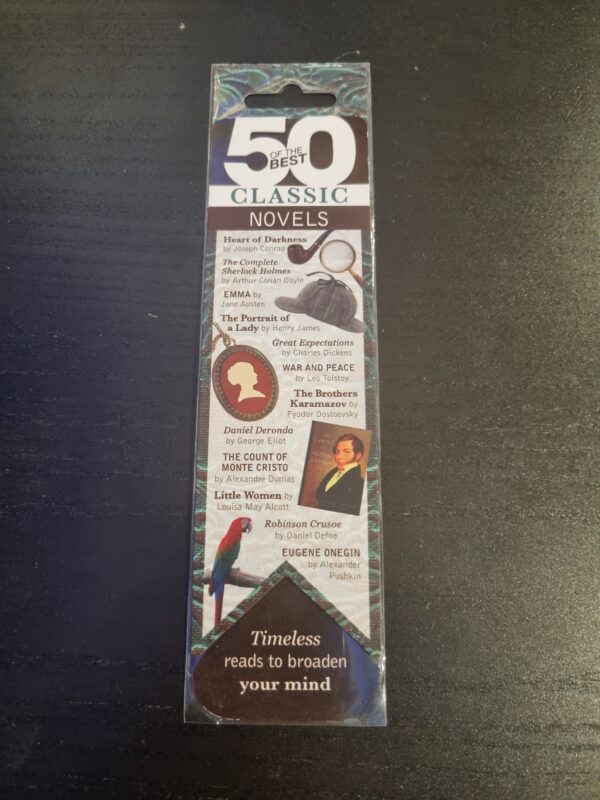 50
OF THE
BEST
CLASSIC
NOVELS
Heart of Darkness
by Joseph Conrad
The Complete
Sherlock Holmes
by Arthur Conan Doyle
EMMA by
Jane Austen
The Portrait of
a Lady by Henry James
Great Expectations
by Charles Dickens
WAR AND PEACE
by Leo Tolstoy
The Brothers
Karamazov by
Fyodor Dostoevsky
Daniel Deronda
by George Eliot
THE COUNT OF
MONTE CRISTO
by Alexandre Dumas
Little Women by
Louisa May Alcott
Robinson Crusoe
by Daniel Defoe
EUGENE ONEGIN
by Alexander
Pushkin
Timeless
reads to broaden
your mind